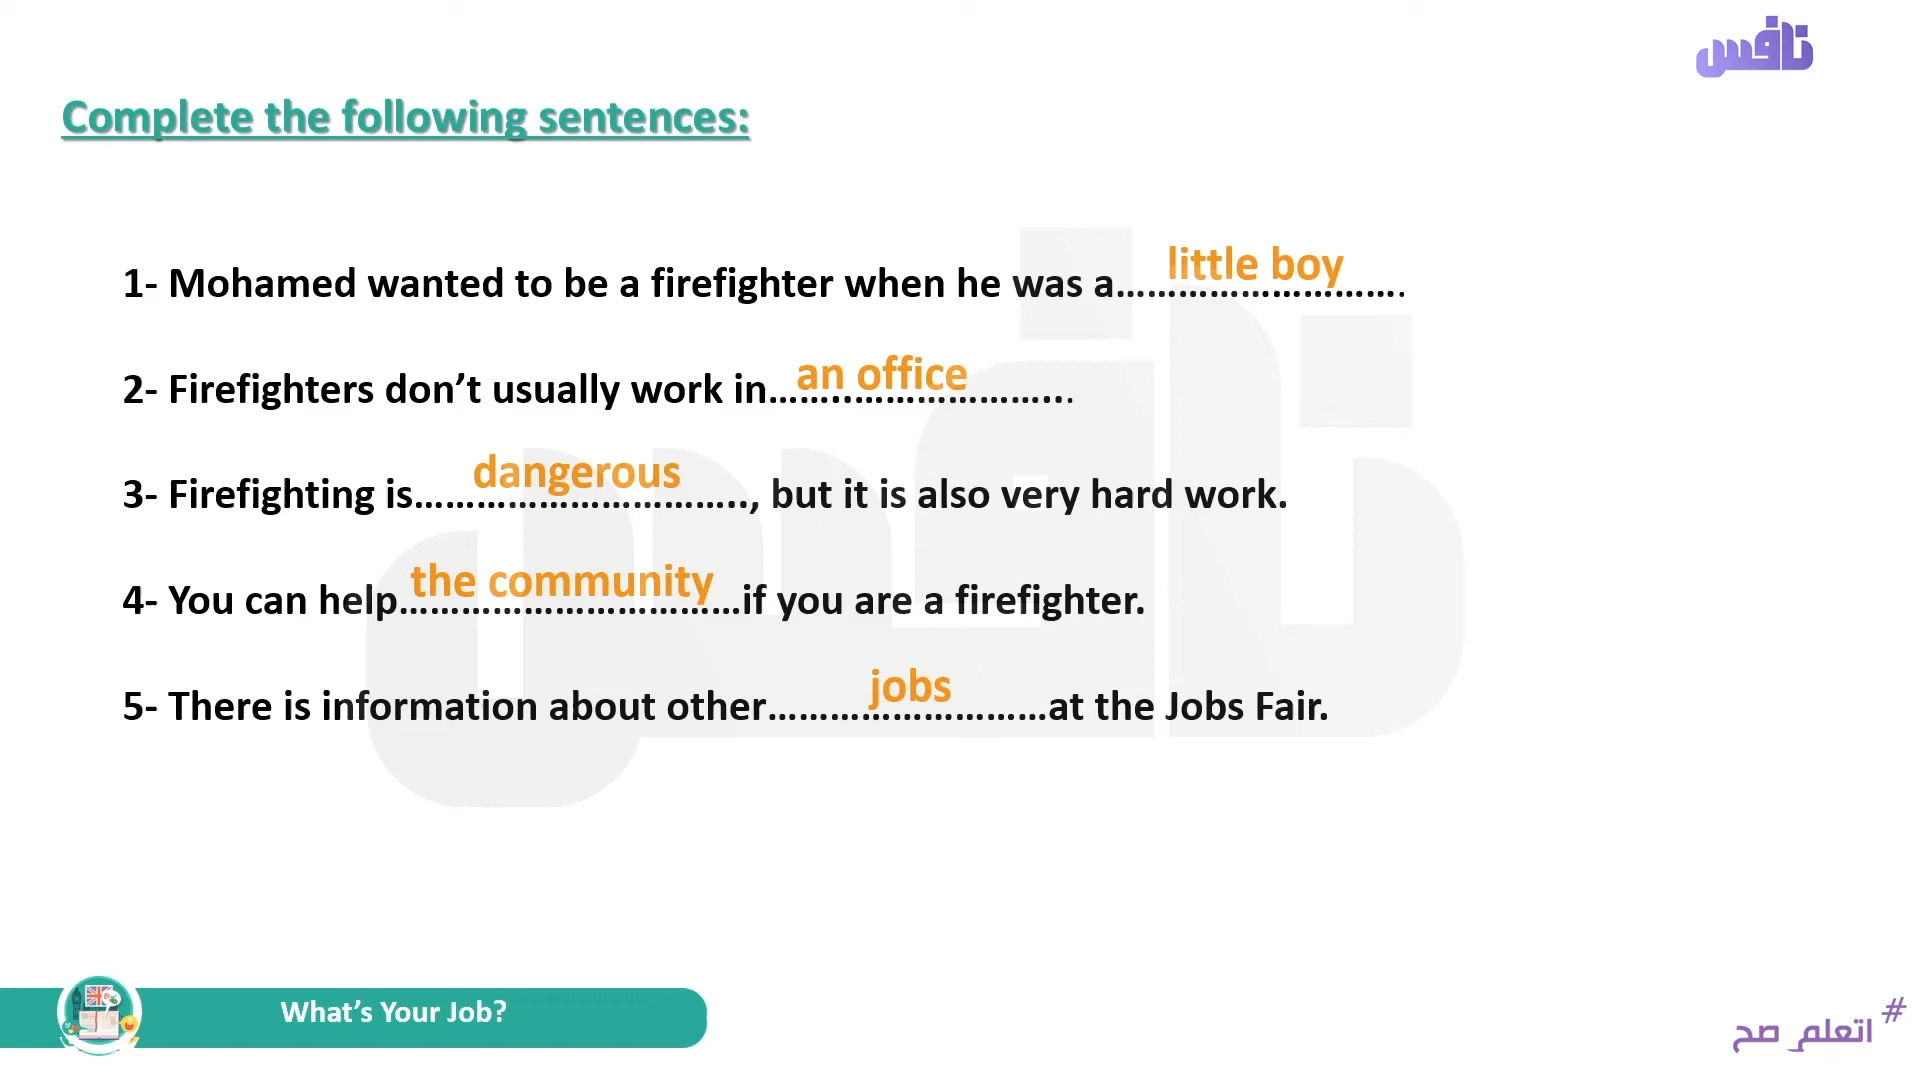 نافس
Complete the following sentences:
1- Mohamed wanted to be a firefighter when he was a………little boy……….
2- Firefighters don’t usually work in………an office………...
3- Firefighting is………dangerous……….., but it is also very hard work.
4- You can help………the community………if you are a firefighter.
5- There is information about other………jobs………at the Jobs Fair.
What’s Your Job?
#اتعلم_صح